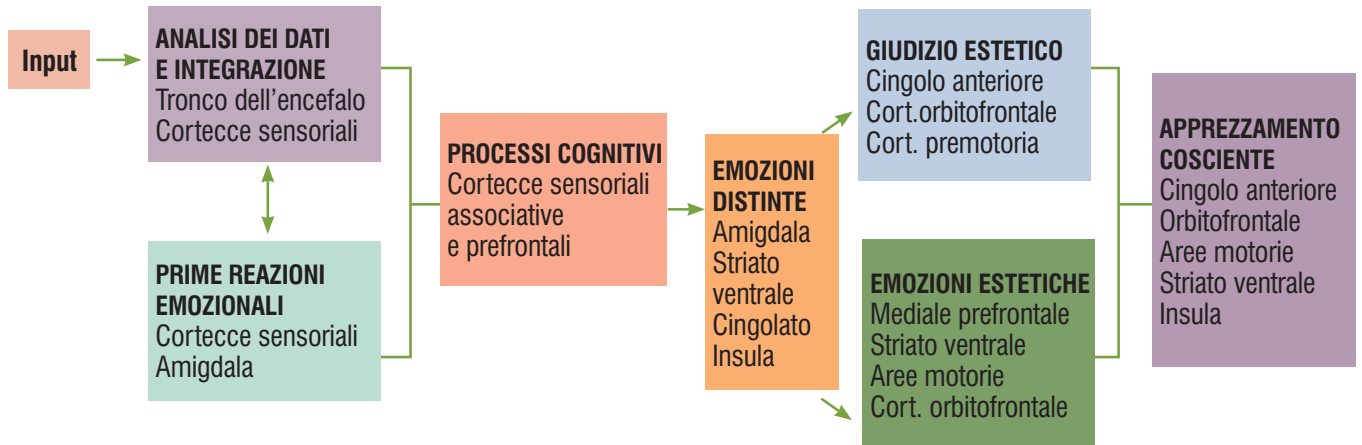 Input
ANALISI DEI DATI
E INTEGRAZIONE
Tronco dell'encefalo
Cortecce sensoriali
PRIME REAZIONI
EMOZIONALI
Cortecce sensoriali
Amigdala
PROCESSI COGNITIVI
Cortecce sensoriali
associative
e prefrontali
EMOZIONI
DISTINTE
Amigdala
Striato
ventrale
Cingolato
Insula
GIUDIZIO ESTETICO
Cingolo anteriore
Cort.orbitofrontale
Cort. premotoria
EMOZIONI ESTETICHE
Mediale prefrontale
Striato ventrale
Aree motorie
Cort. orbitofrontale
APPREZZAMENTO
COSCIENTE
Cingolo anteriore
Orbitofrontale
Aree motorie
Striato ventrale
Insula